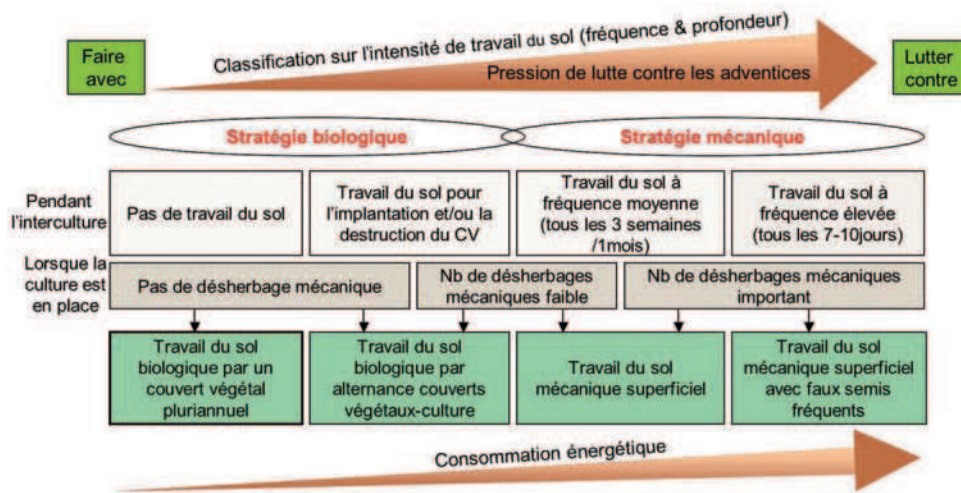 Faire
avec
Classification sur l'intensité de travail du sol (fréquence & profondeur)
Pression de lutte contre les adventices
Lutter
contre
Stratégie biologique
Stratégie mécanique
Pendant
l'interculture
Pas de travail du sol
Travail du sol pour
l'implantation et/ou la
destruction du CV
Travail du sol à
fréquence moyenne
(tous les 3 semaines
/1mois)
Travail du sol à
fréquence élevée
(tous les 7-10jours)
Lorsque la
culture est
en place
Pas de désherbage mécanique
Nb de désherbages
mécaniques faible
Nb de désherbages mécaniques
important
Travail du sol
biologique par un
couvert végétal
pluriannuel
Travail du sol
biologique par
alternance couverts
végétaux-culture
Travail du sol
mécanique superficiel
Travail du sol
mécanique superficiel
avec faux semis
fréquents
Consommation énergétique